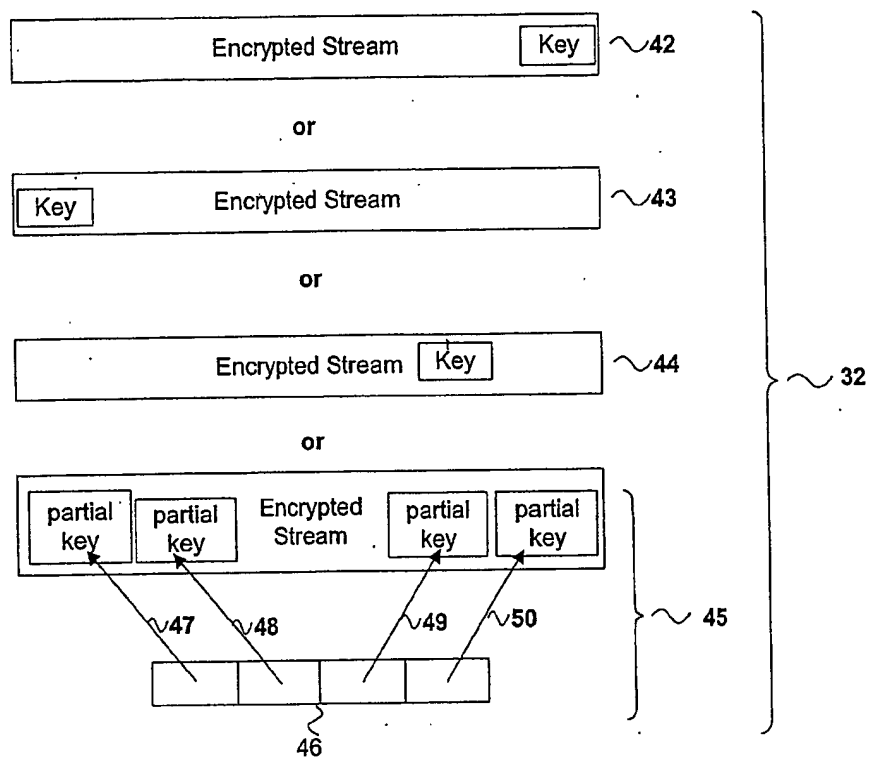 Encrypted Stream Key 42
or
Key Encrypted Stream 43
or
Encrypted Stream Key 44
32
or
partial key partial key Encrypted Stream partial key partial key
47 48 49 50 45
46